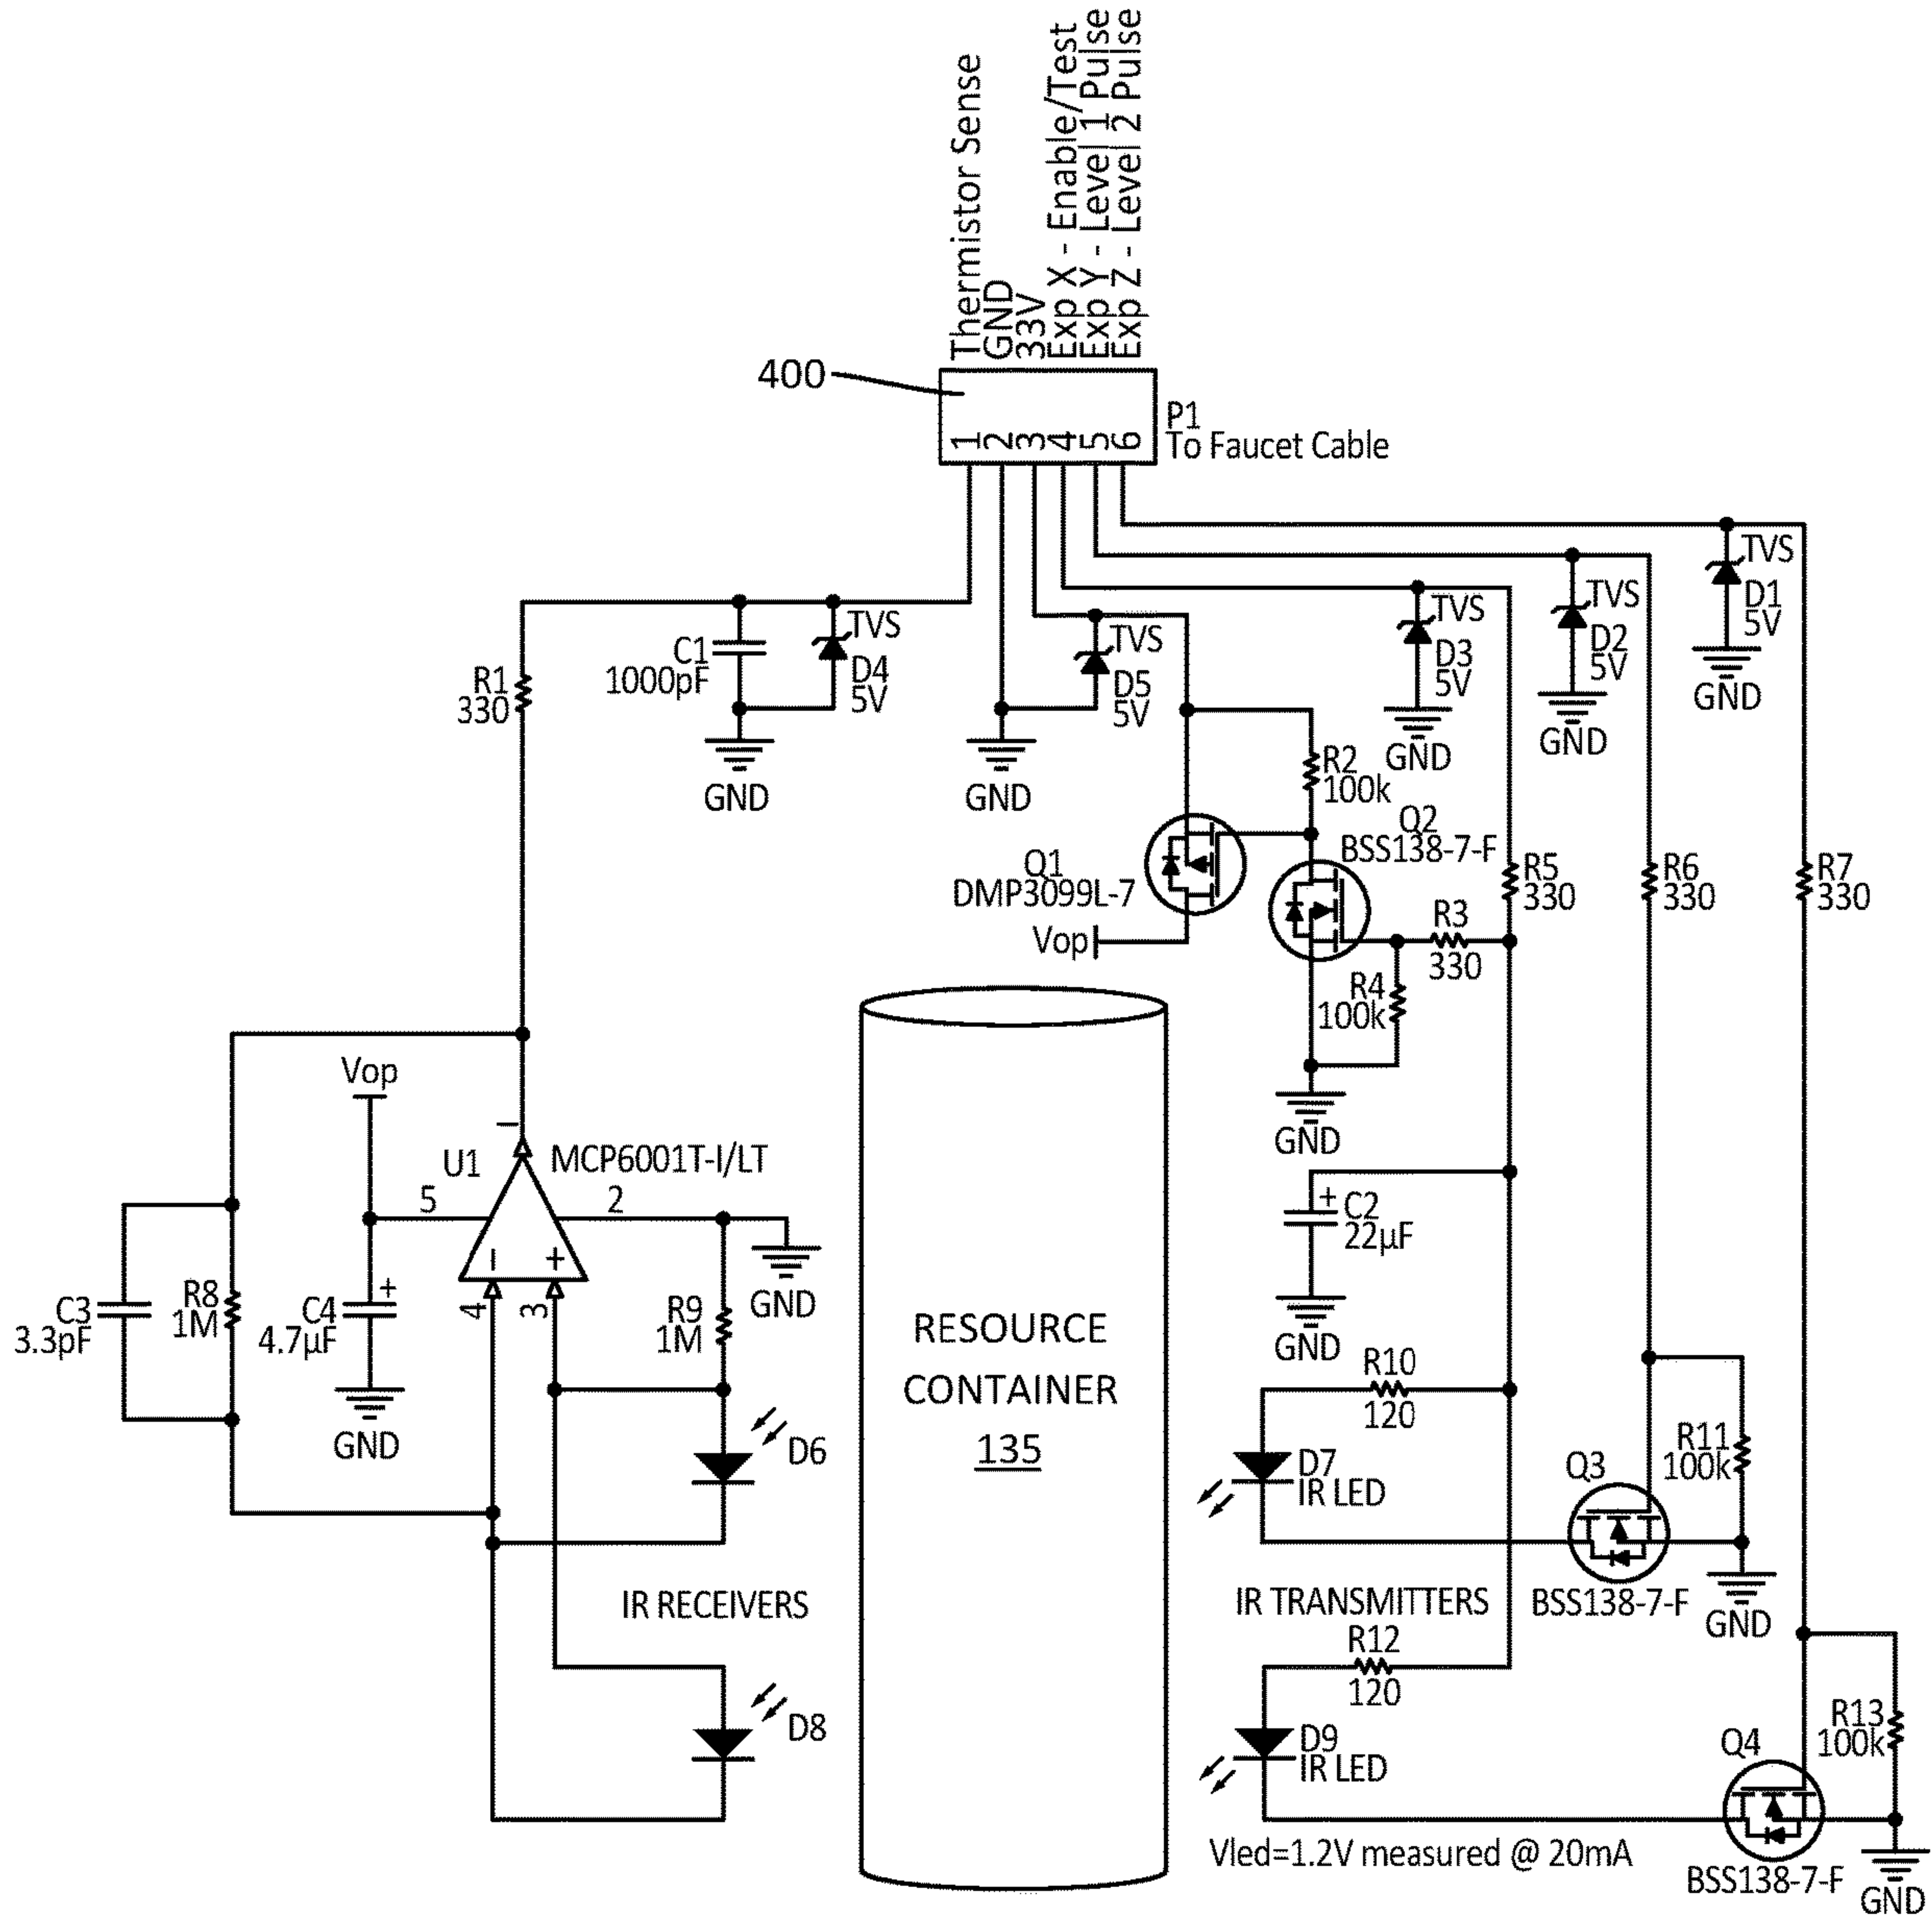 Thermistor Sense
GND
33V
Exp X - Enable/Test
Exp Y - Level 1 Pulse
Exp Z - Level 2 Pulse
400
1
2
3
4
5
6
P1
To Faucet Cable
TVS
D1
5V
GND
TVS
D2
5V
GND
TVS
D3
5V
GND
TVS
D5
5V
GND
TVS
D4
5V
C1
1000pF
GND
R1
330
R2
100k
Q2
BSS138-7-F
Q1
DMP3099L-7
Vop
R3
330
R4
100k
GND
R5
330
R6
330
R7
330
Vop
U1
MCP6001T-I/LT
1
5
2
4
3
–
+
GND
C3
3.3pF
R8
1M
C4
4.7µF
+
GND
R9
1M
D6
IR RECEIVERS
D8
RESOURCE
CONTAINER
135
+
C2
22µF
GND
R10
120
D7
IR LED
Q3
BSS138-7-F
R11
100k
GND
IR TRANSMITTERS
R12
120
D9
IR LED
Q4
BSS138-7-F
R13
100k
GND
Vled=1.2V measured @ 20mA